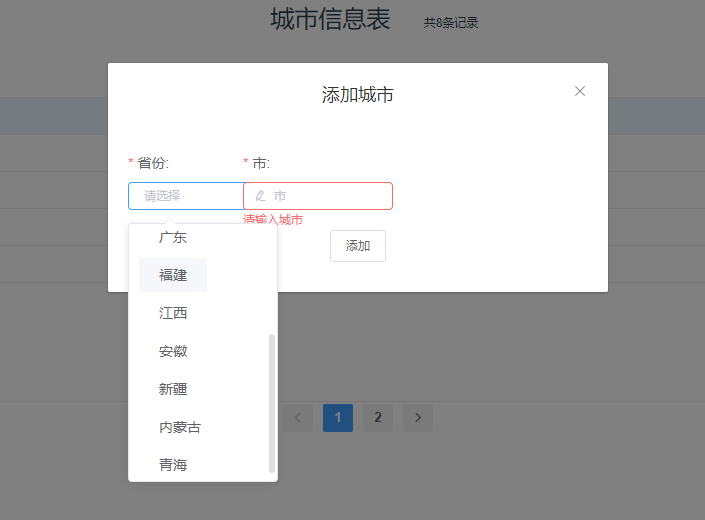 城市信息表 共8条记录
添加城市
* 省份: * 市:
请选择 市
请输入城市
添加
广东
福建
江西
安徽
新疆
内蒙古
青海
1 2